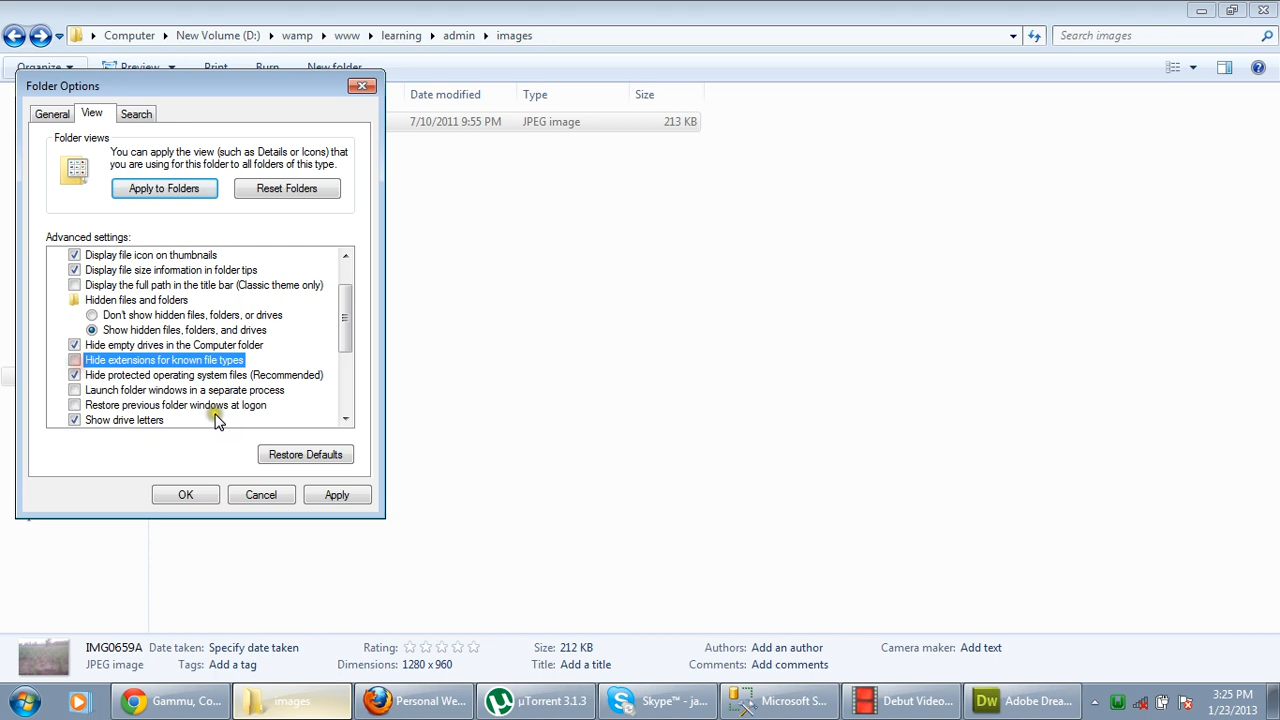 Computer New Volume (D:) wamp www learning admin images Search images
Organize Preview Print Burn New folder
Folder Options
General View Search
Date modified Type Size
7/10/2011 9:55 PM JPEG image 213 KB
Folder views
You can apply the view (such as Details or Icons) that
you are using for this folder to all folders of this type.
Apply to Folders Reset Folders
Advanced settings:
Display file icon on thumbnails
Display file size information in folder tips
Display the full path in the title bar (Classic theme only)
Hidden files and folders
Don't show hidden files, folders, or drives
Show hidden files, folders, and drives
Hide empty drives in the Computer folder
Hide extensions for known file types
Hide protected operating system files (Recommended)
Launch folder windows in a separate process
Restore previous folder windows at logon
Show drive letters
Restore Defaults
OK Cancel Apply
IMG0659A Date taken: Specify date taken Rating: Size: 212 KB Authors: Add an author Camera maker: Add text
JPEG image Tags: Add a tag Dimensions: 1280 x 960 Title: Add a title Comments: Add comments
Gammu, Co... images Personal We... µTorrent 3.1.3 Skype™ - ja... Microsoft S... Debut Video... Dw Adobe Drea...
3:25 PM
1/23/2013